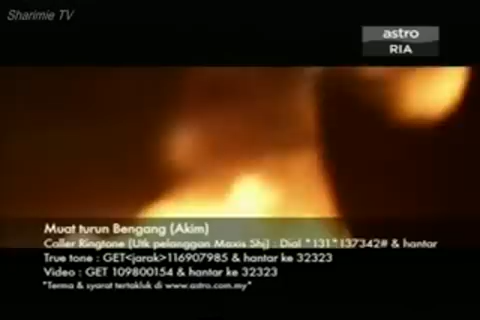 Sharimie TV
astro
RIA
Muat turun Bengang (Akim)
Caller Ringtone (Utk pelanggan Maxis Shj) : Dial *131*137342# & hantar
True tone : GET<jarak>116907985 & hantar ke 32323
Video : GET 109800154 & hantar ke 32323
"Terma & syarat tertakluk di www.astro.com.my"